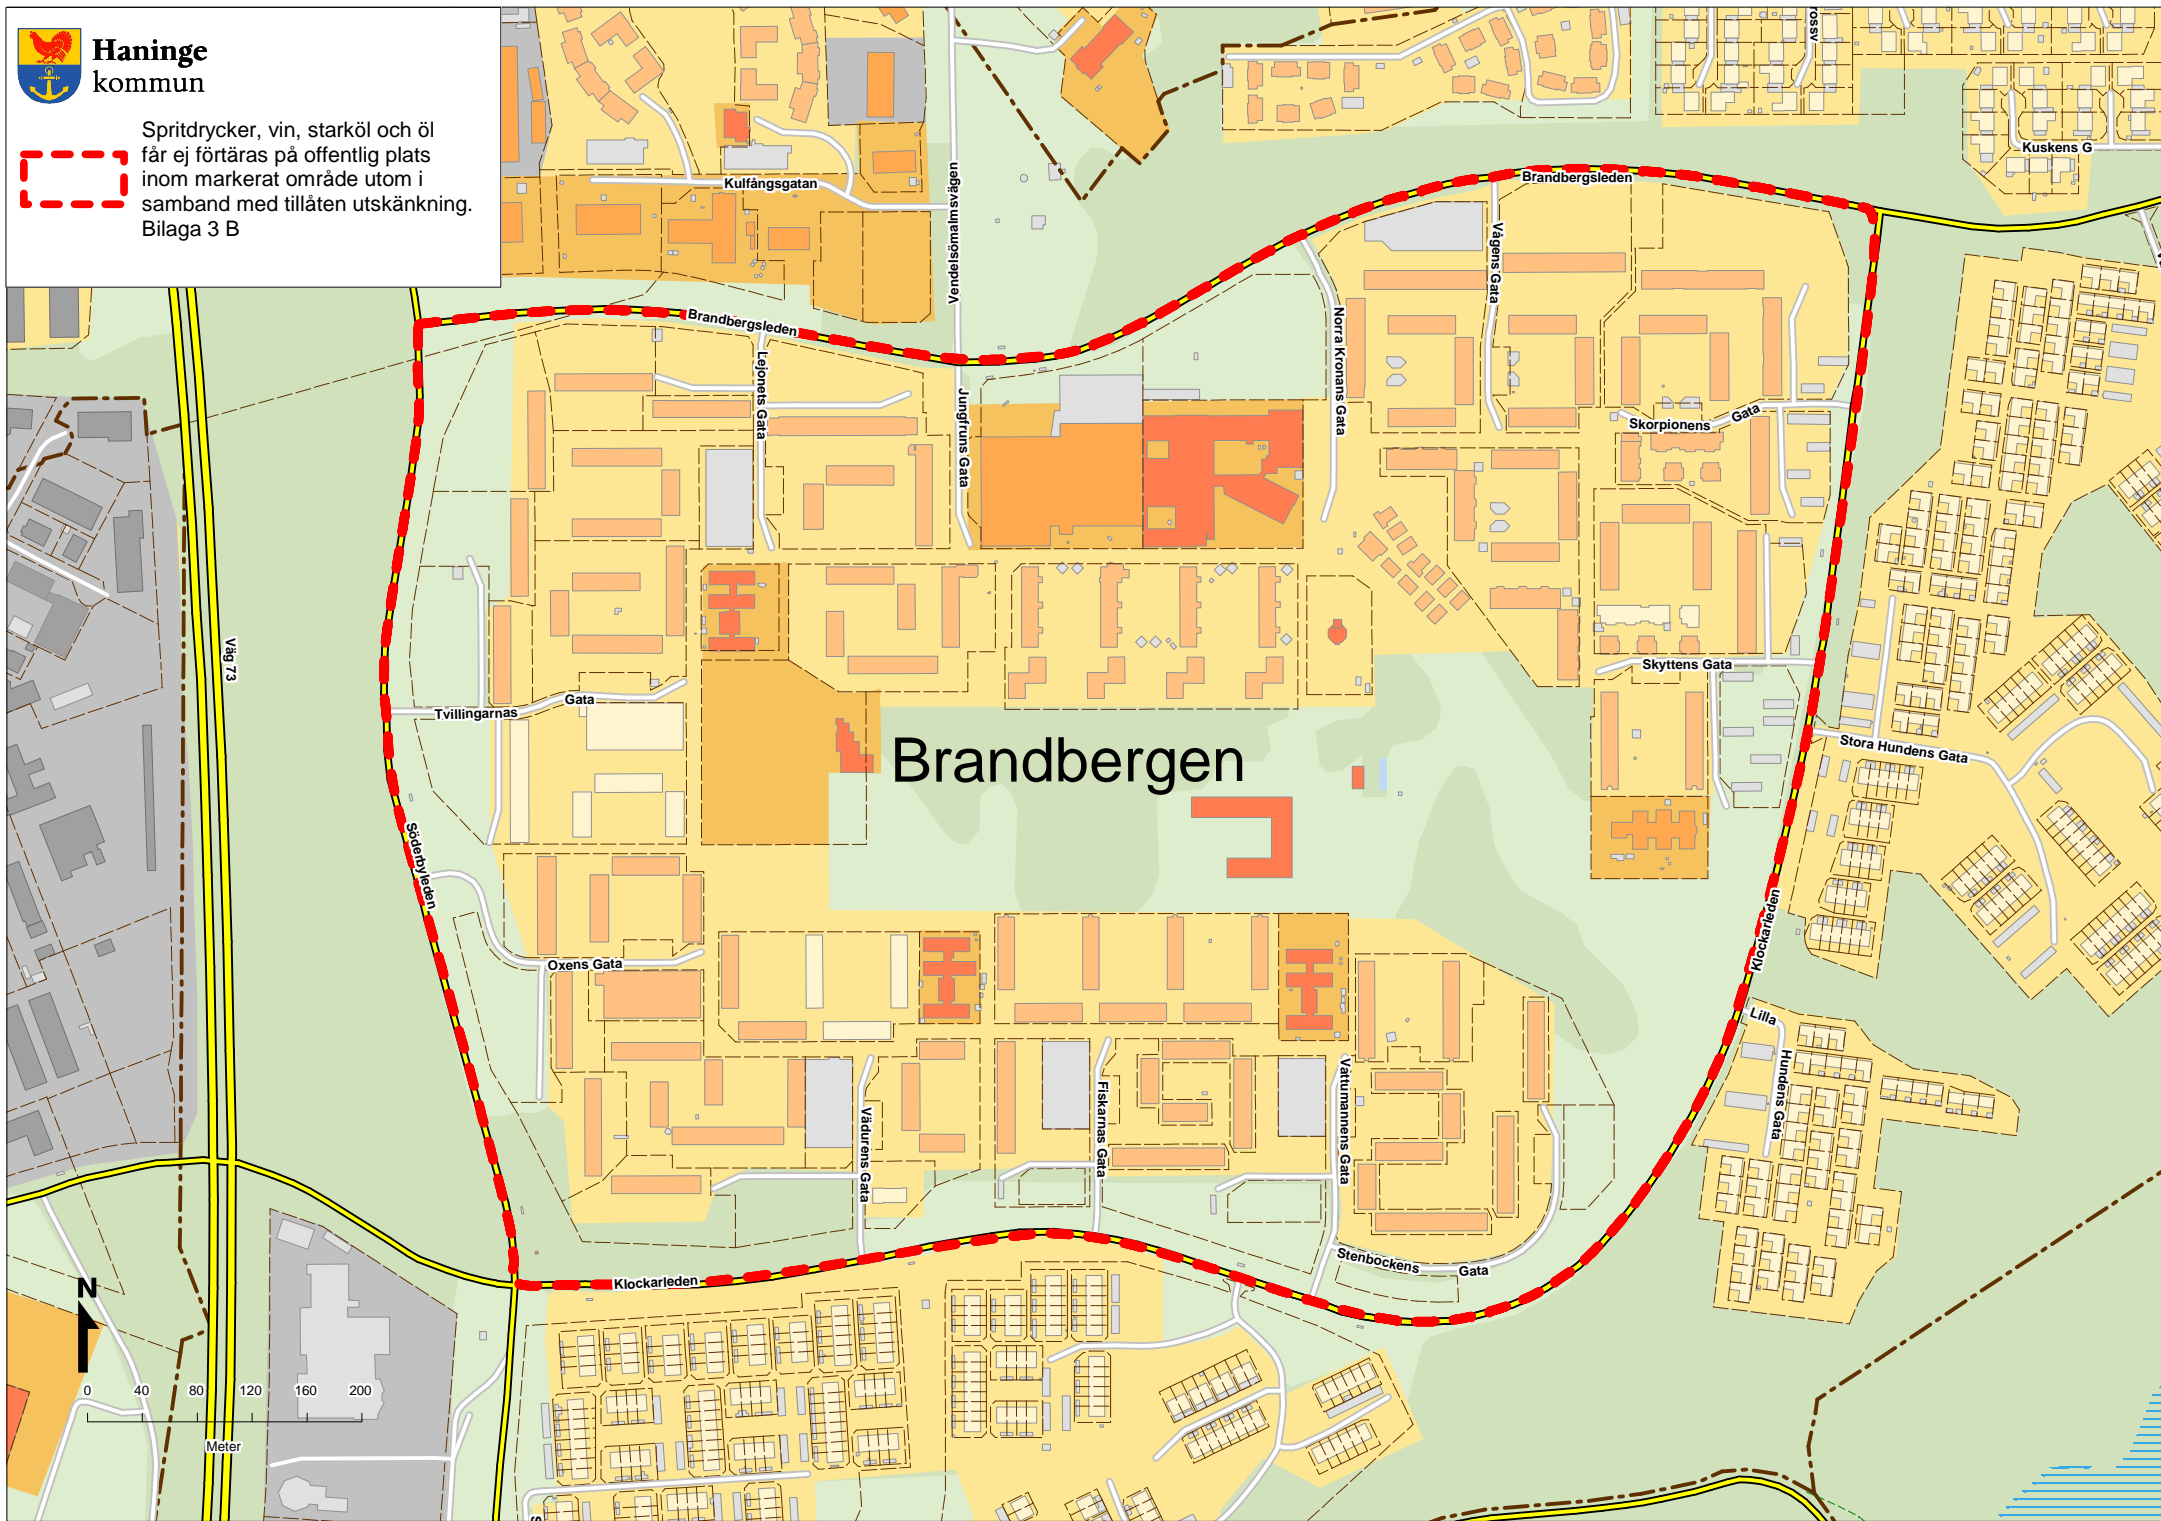 Haninge
kommun
Spritdrycker, vin, starköl och öl
får ej förtäras på offentlig plats
inom markerat område utom i
samband med tillåten utskänkning.
Bilaga 3 B
rossv
Kuskens G
Kulfångsgatan
Vendelsömalmsvägen
Brandbergsleden
Brandbergsleden
Vågens Gata
Norra Kronans Gata
Lejonets Gata
Jungfruns Gata
Skorpionens Gata
Väg 73
Skyttens Gata
Tvillingarnas Gata
Brandbergen
Stora Hundens Gata
Söderbyleden
Klockarleden
Oxens Gata
Lilla
Hundens Gata
Vädurens Gata
Fiskarnas Gata
Vattumannens Gata
Stenbockens Gata
Klockarleden
N
0 40 80 120 160 200
Meter